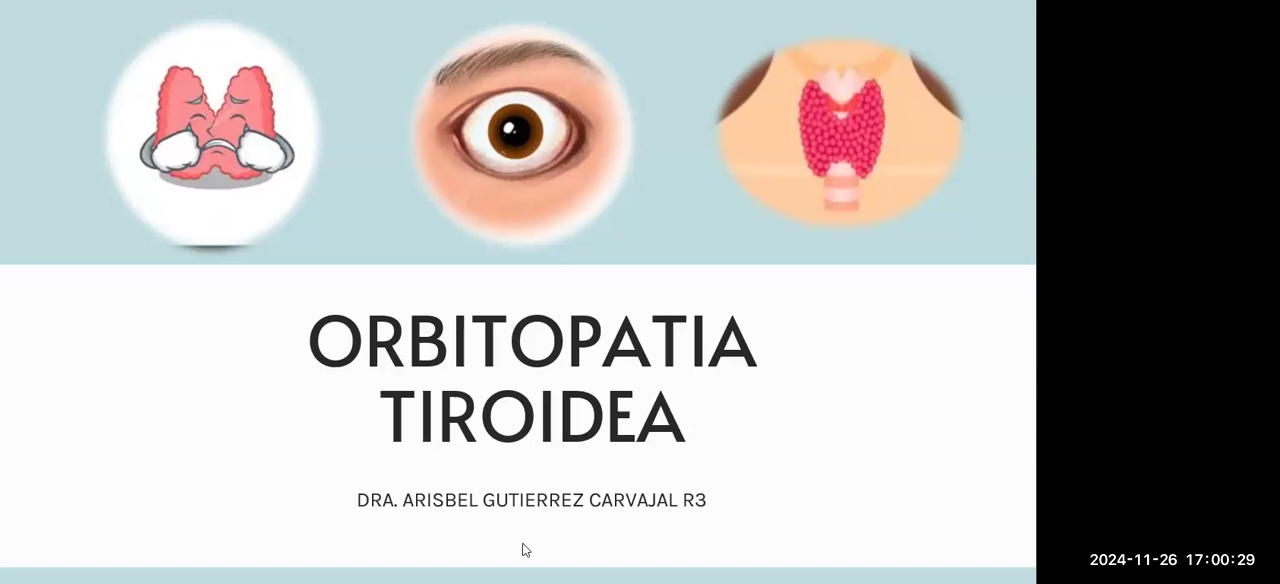 ORBITOPATIA
TIROIDEA
DRA. ARISBEL GUTIERREZ CARVAJAL R3
2024-11-26 17:00:29